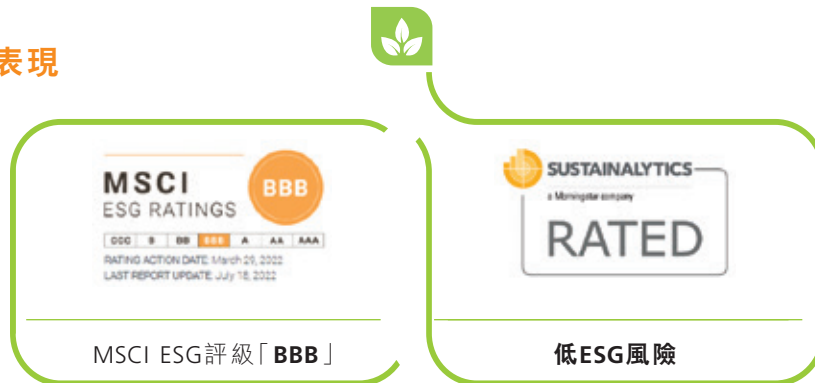 表現
MSCI
ESG RATINGS
BBB
CCC B BB BBB A AA AAA
RATING ACTION DATE: March 29, 2022
LAST REPORT UPDATE: July 18, 2022
MSCI ESG評級「BBB」
SUSTAINALYTICS
a Morningstar company
RATED
低ESG風險